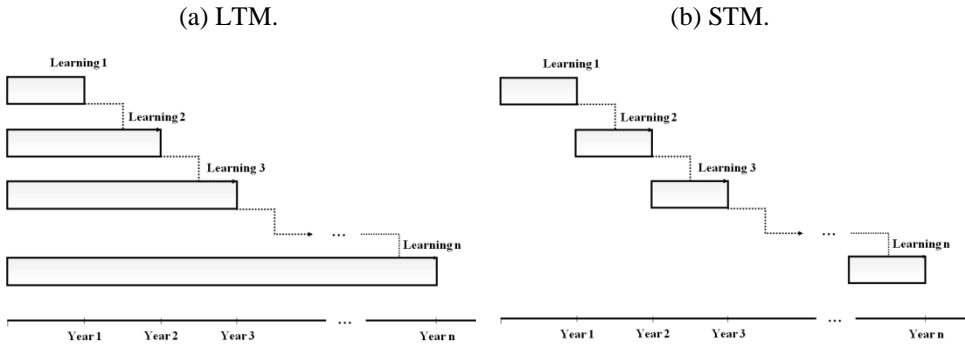 (a) LTM.
Learning 1
Learning 2
Learning 3
...
Learning n
...
Year 1 Year 2 Year 3 Year n
(b) STM.
Learning 1
Learning 2
Learning 3
...
Learning n
...
Year 1 Year 2 Year 3 Year n